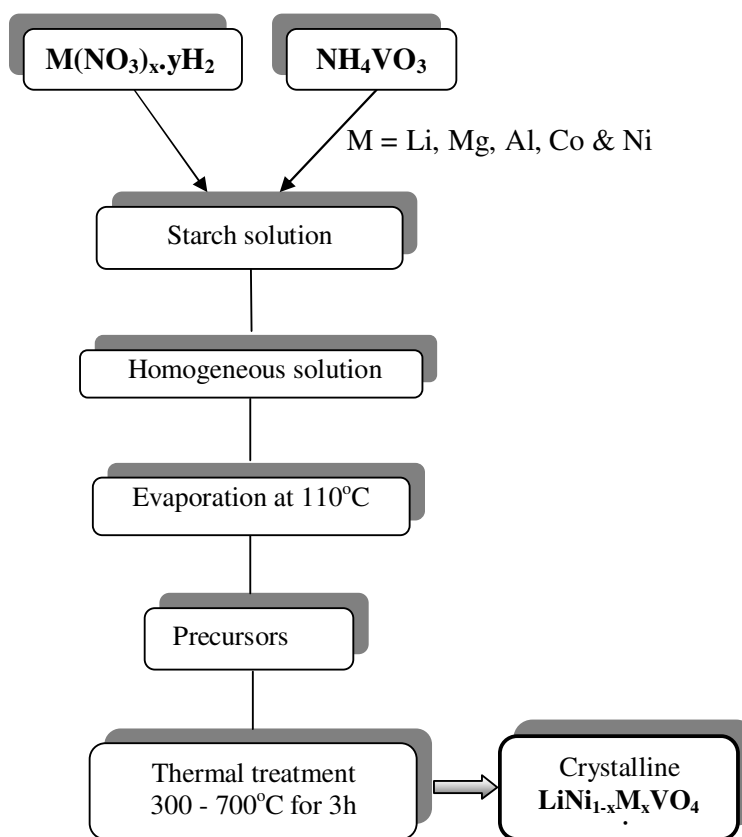 M(NO₃)ₓ.yH₂
NH₄VO₃
M = Li, Mg, Al, Co & Ni
Starch solution
Homogeneous solution
Evaporation at 110°C
Precursors
Thermal treatment
300 - 700°C for 3h
Crystalline
LiNi₁₋ₓMₓVO₄
.